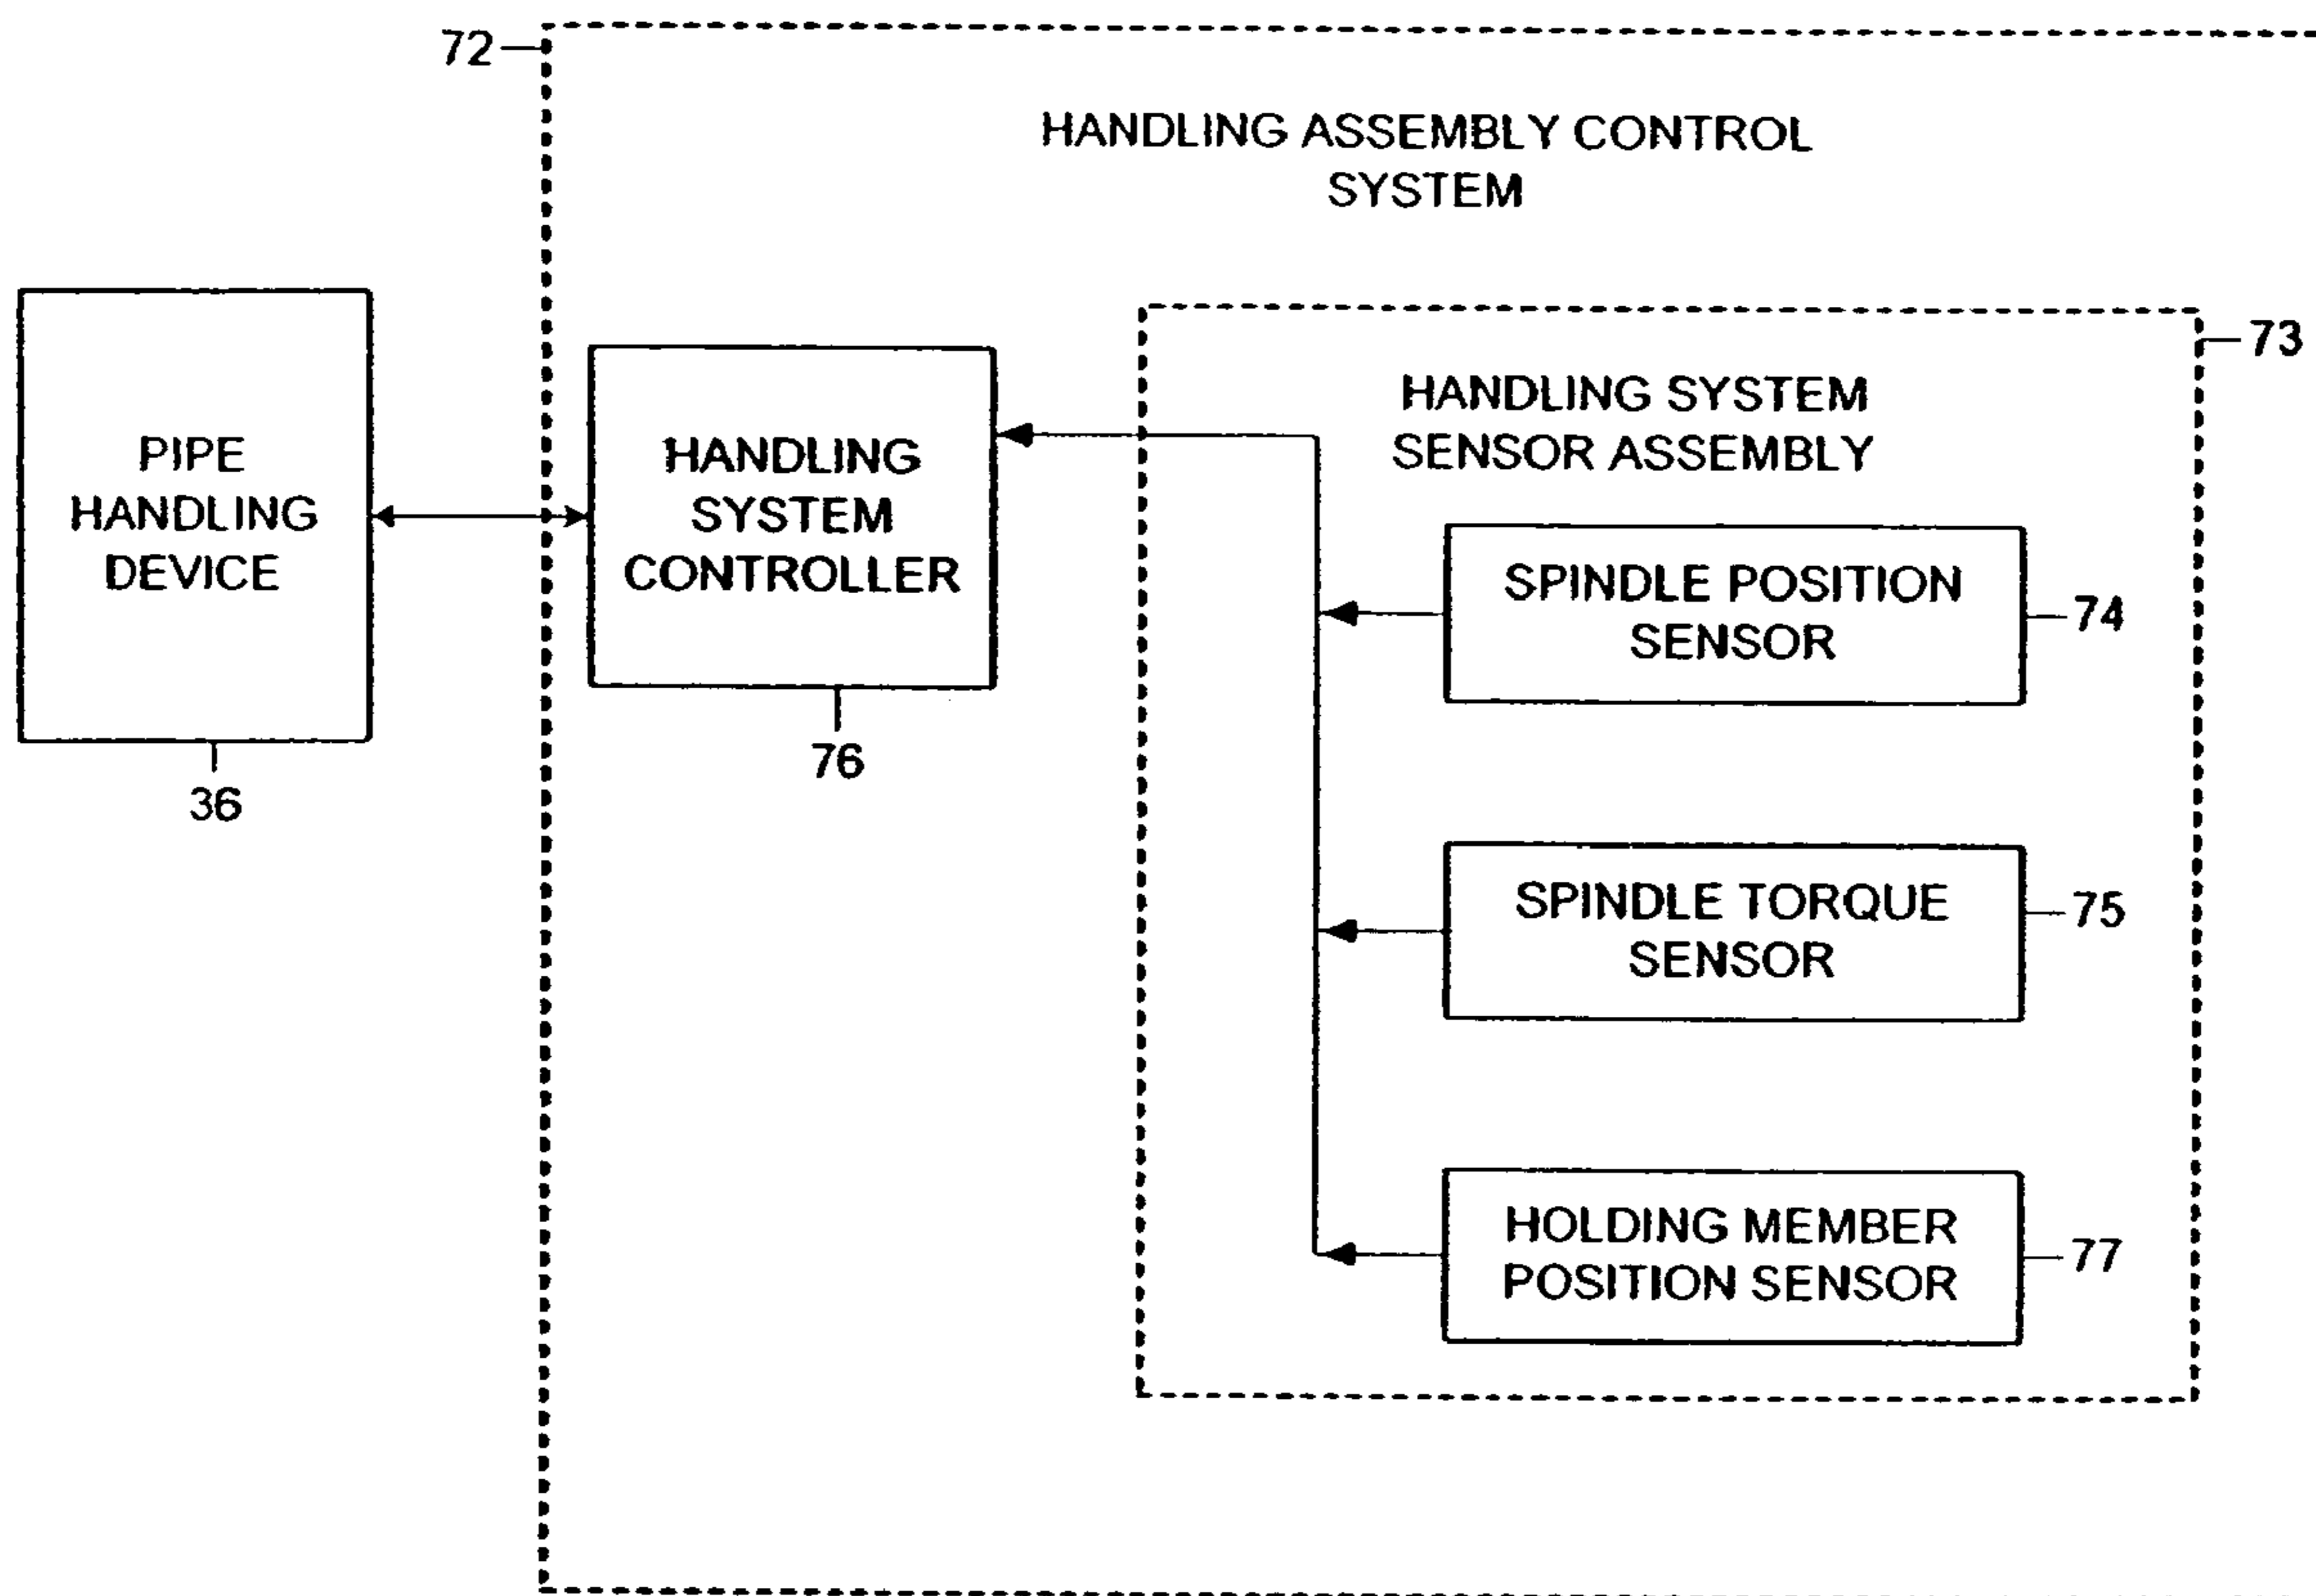 72
HANDLING ASSEMBLY CONTROL
SYSTEM
73
HANDLING SYSTEM
SENSOR ASSEMBLY
PIPE
HANDLING
DEVICE
36
HANDLING
SYSTEM
CONTROLLER
76
SPINDLE POSITION
SENSOR
74
SPINDLE TORQUE
SENSOR
75
HOLDING MEMBER
POSITION SENSOR
77